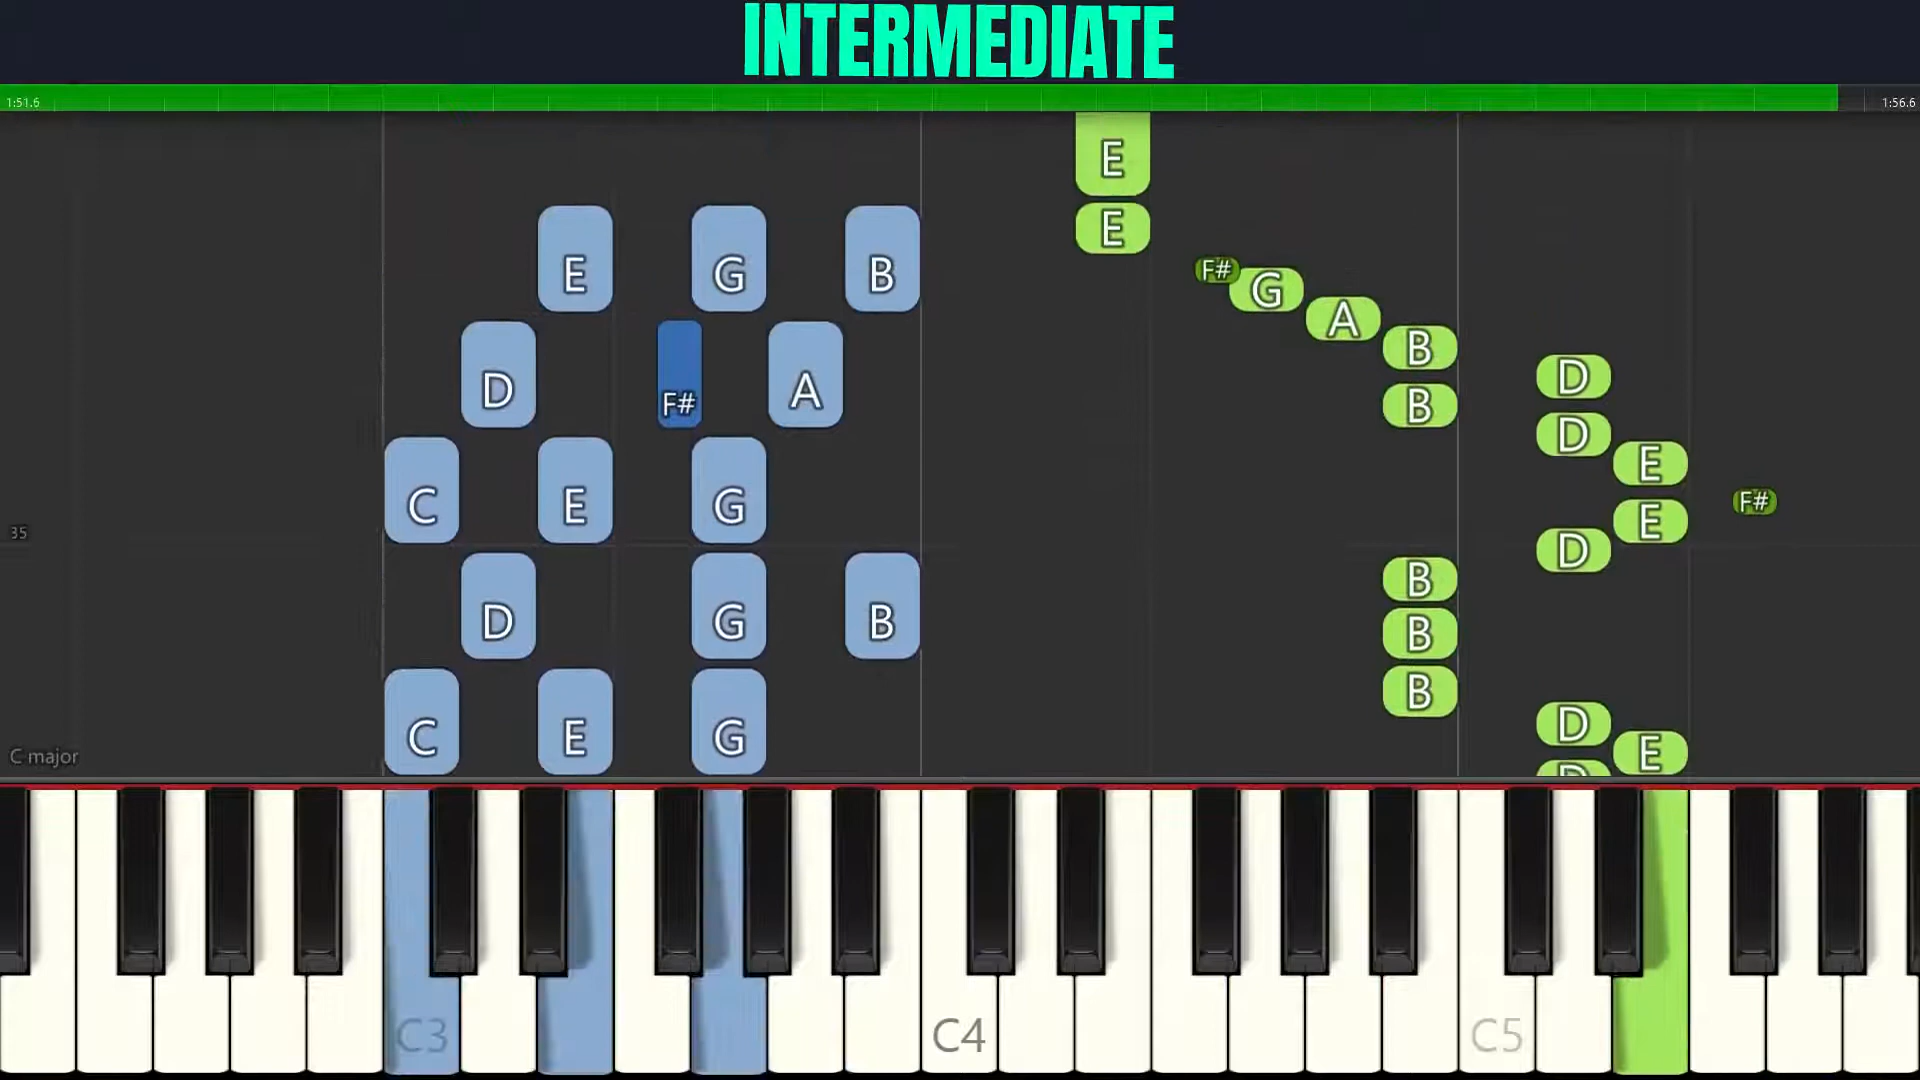 INTERMEDIATE
1:51.6 1:56.6
E
E G B E
F# G A B
D F# A D
B
D
E
C E G F#
E
35
D
B
D G B B
B
D
C E G E
D
C major
C3 C4 C5